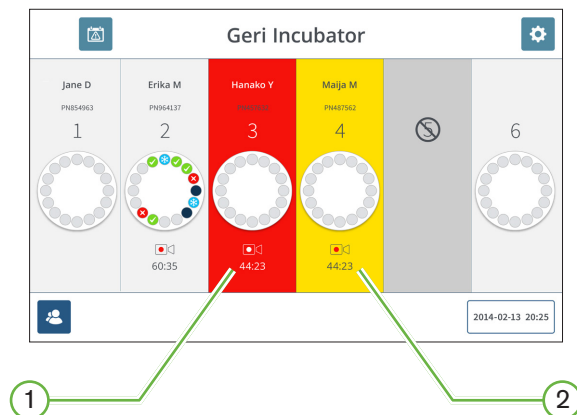 Geri Incubator
Jane D
PN854963
1
Erika M
PN964137
2
60:35
Hanako Y
3
44:23
Maija M
PN487562
4
44:23
5
6
2014-02-13 20:25
1
2